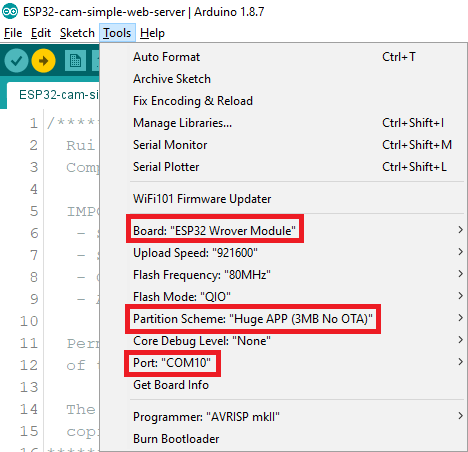 ESP32-cam-simple-web-server | Arduino 1.8.7
File Edit Sketch Tools Help
ESP32-cam-si
Auto Format Ctrl+T
Archive Sketch
Fix Encoding & Reload
Manage Libraries... Ctrl+Shift+I
Serial Monitor Ctrl+Shift+M
Serial Plotter Ctrl+Shift+L
WiFi101 Firmware Updater
Board: "ESP32 Wrover Module"
Upload Speed: "921600"
Flash Frequency: "80MHz"
Flash Mode: "QIO"
Partition Scheme: "Huge APP (3MB No OTA)"
Core Debug Level: "None"
Port: "COM10"
Get Board Info
Programmer: "AVRISP mkII"
Burn Bootloader
1 /****
2 Rui
3 Comp
4
5 IMPO
6 - S
7 - S
8 -
9 - A
10
11 Perm
12 of t
13
14 The
15 cop
16 *****